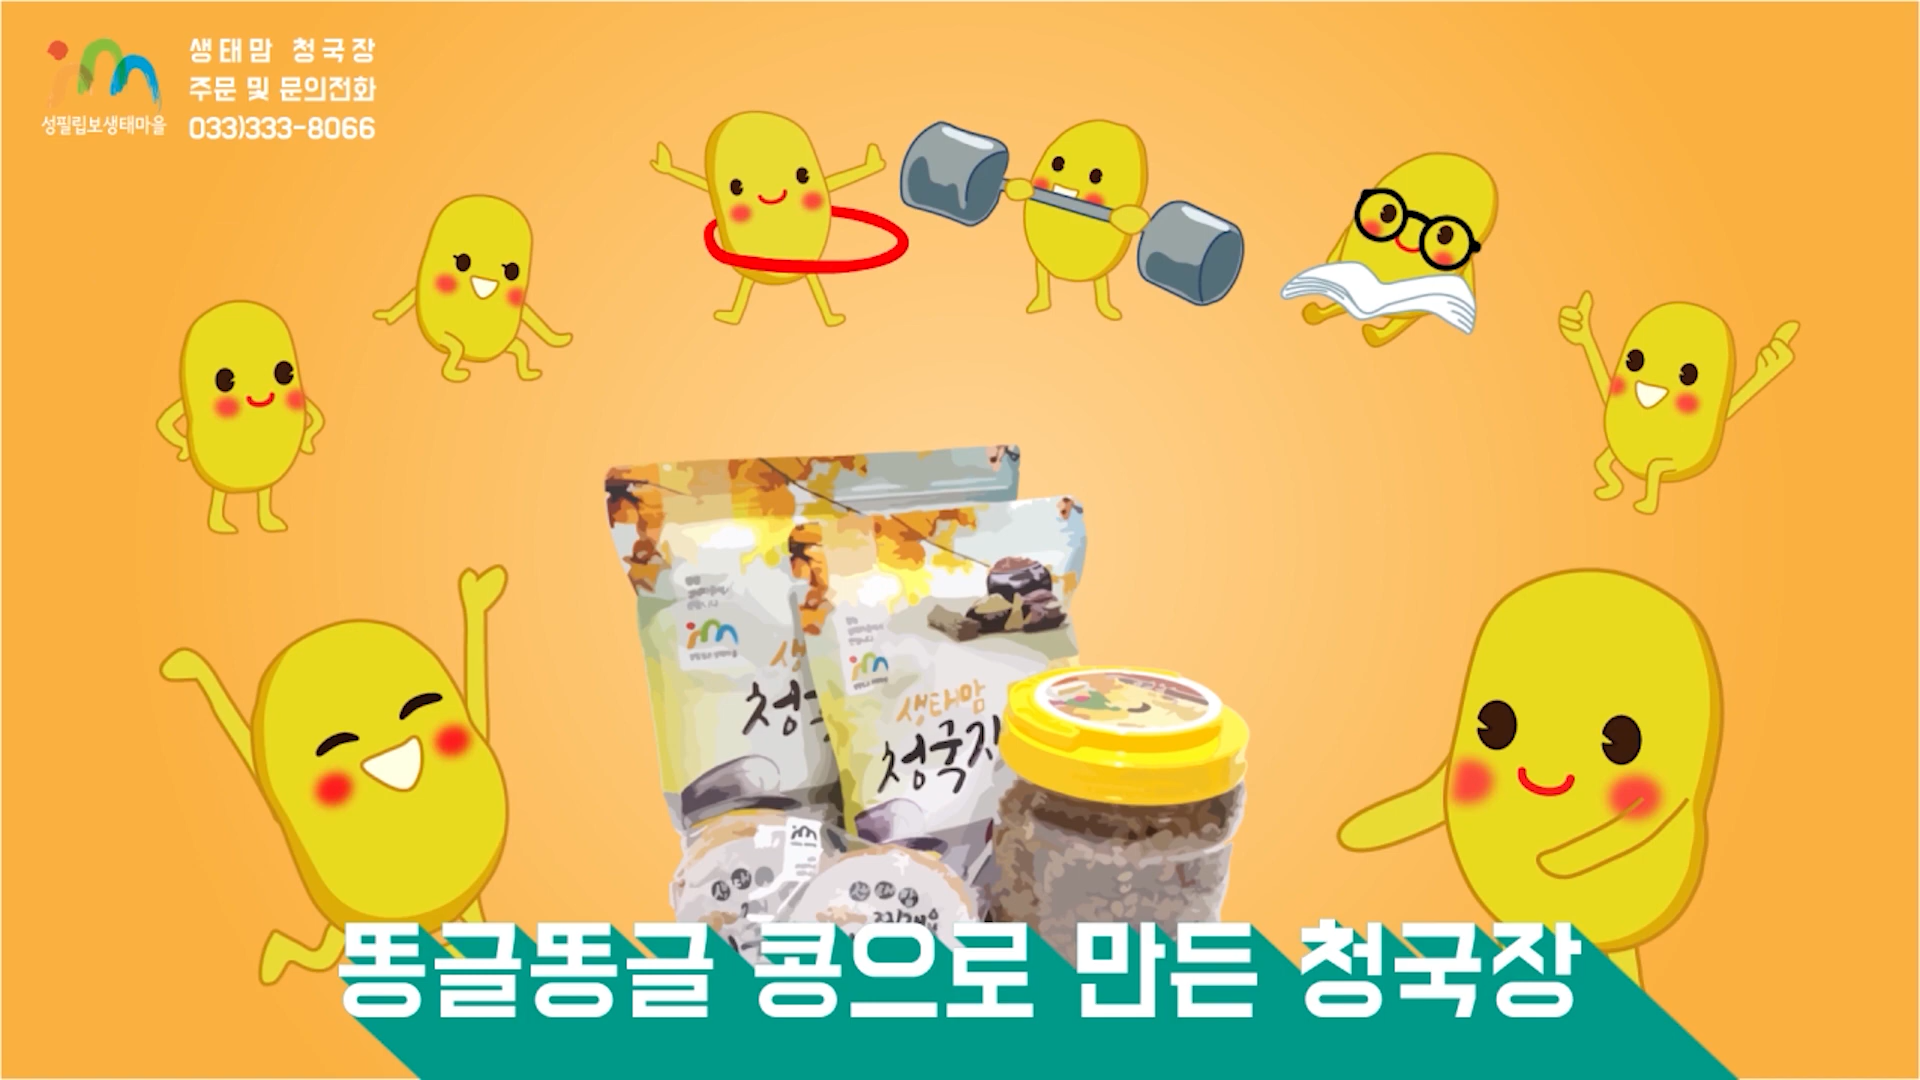 생태맘 청국장
주문 및 문의전화
033)333-8066
성필립보생태마을
생태맘
청국장
똥글똥글 콩으로 만든 청국장